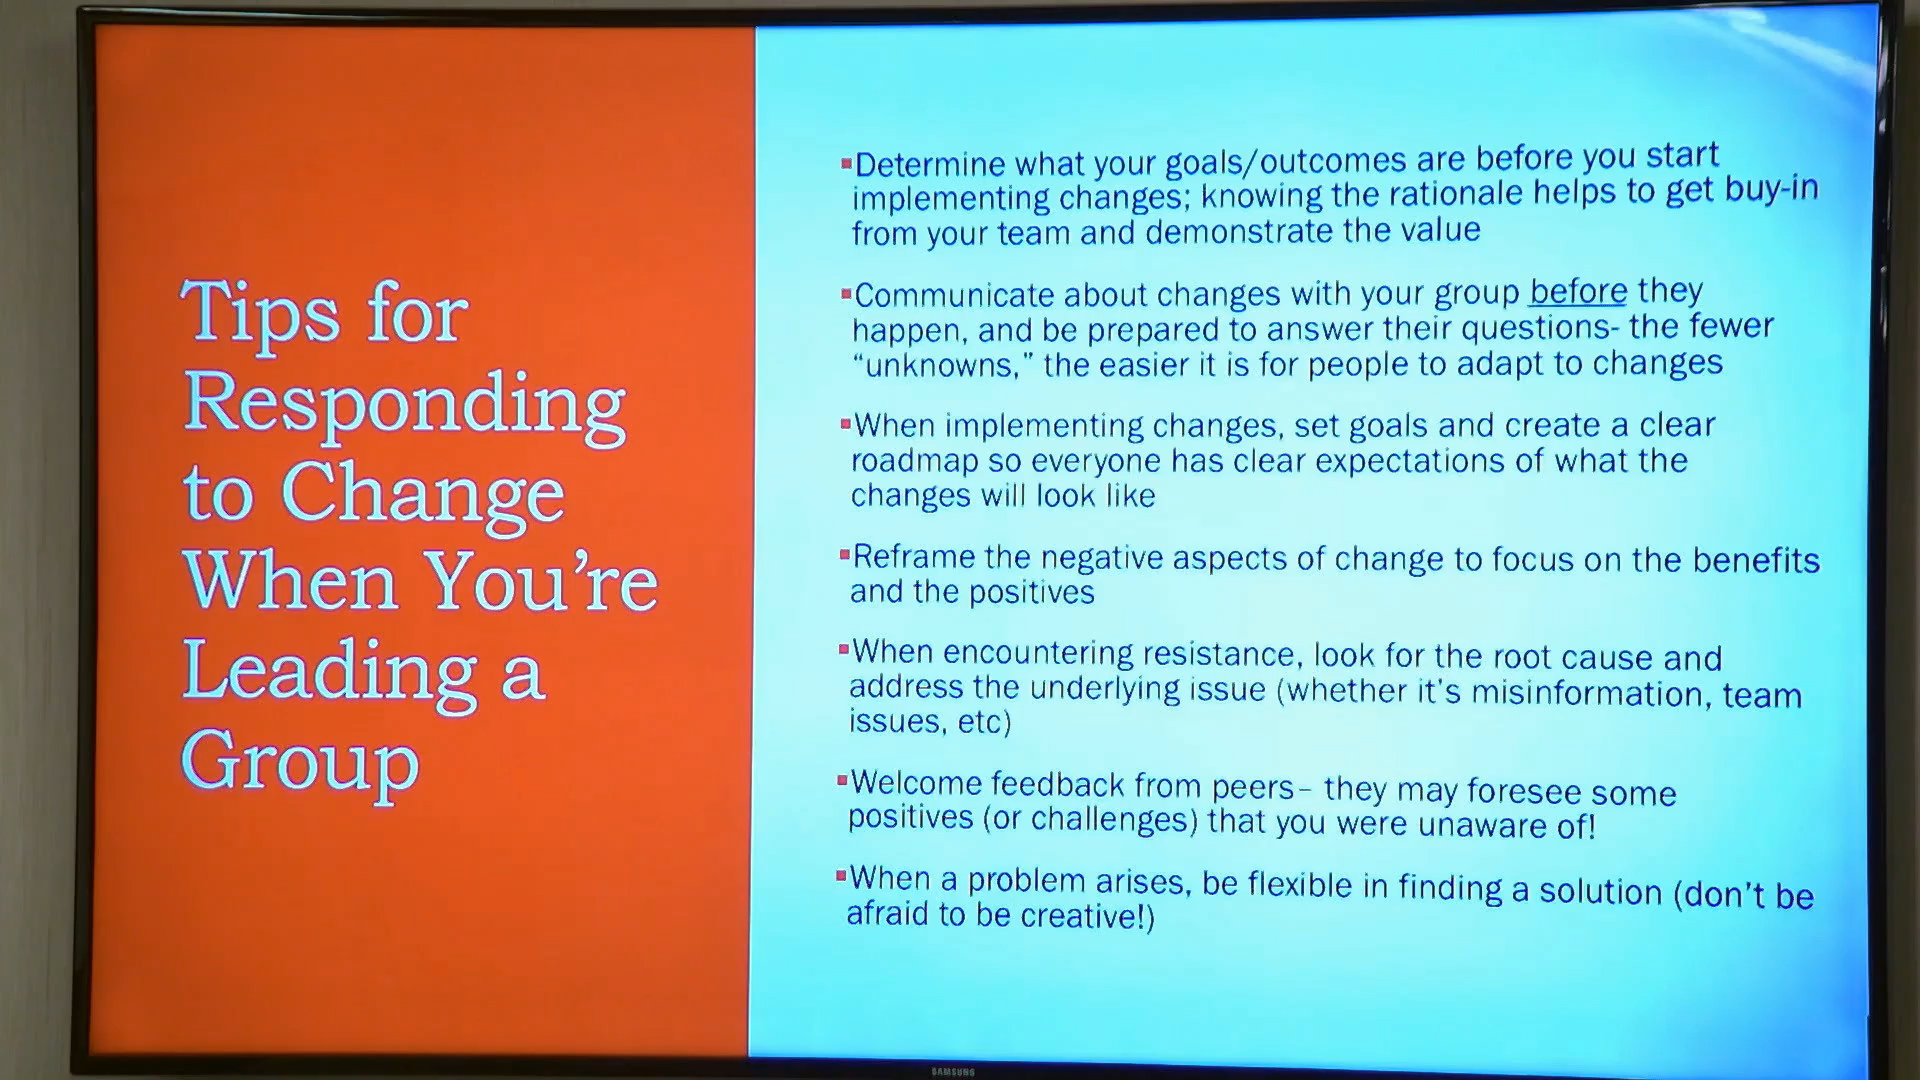 Tips for
Responding
to Change
When You're
Leading a
Group
▪Determine what your goals/outcomes are before you start
implementing changes; knowing the rationale helps to get buy-in
from your team and demonstrate the value
▪Communicate about changes with your group before they
happen, and be prepared to answer their questions- the fewer
“unknowns,” the easier it is for people to adapt to changes
▪When implementing changes, set goals and create a clear
roadmap so everyone has clear expectations of what the
changes will look like
▪Reframe the negative aspects of change to focus on the benefits
and the positives
▪When encountering resistance, look for the root cause and
address the underlying issue (whether it's misinformation, team
issues, etc)
▪Welcome feedback from peers– they may foresee some
positives (or challenges) that you were unaware of!
▪When a problem arises, be flexible in finding a solution (don't be
afraid to be creative!)
SAMSUNG